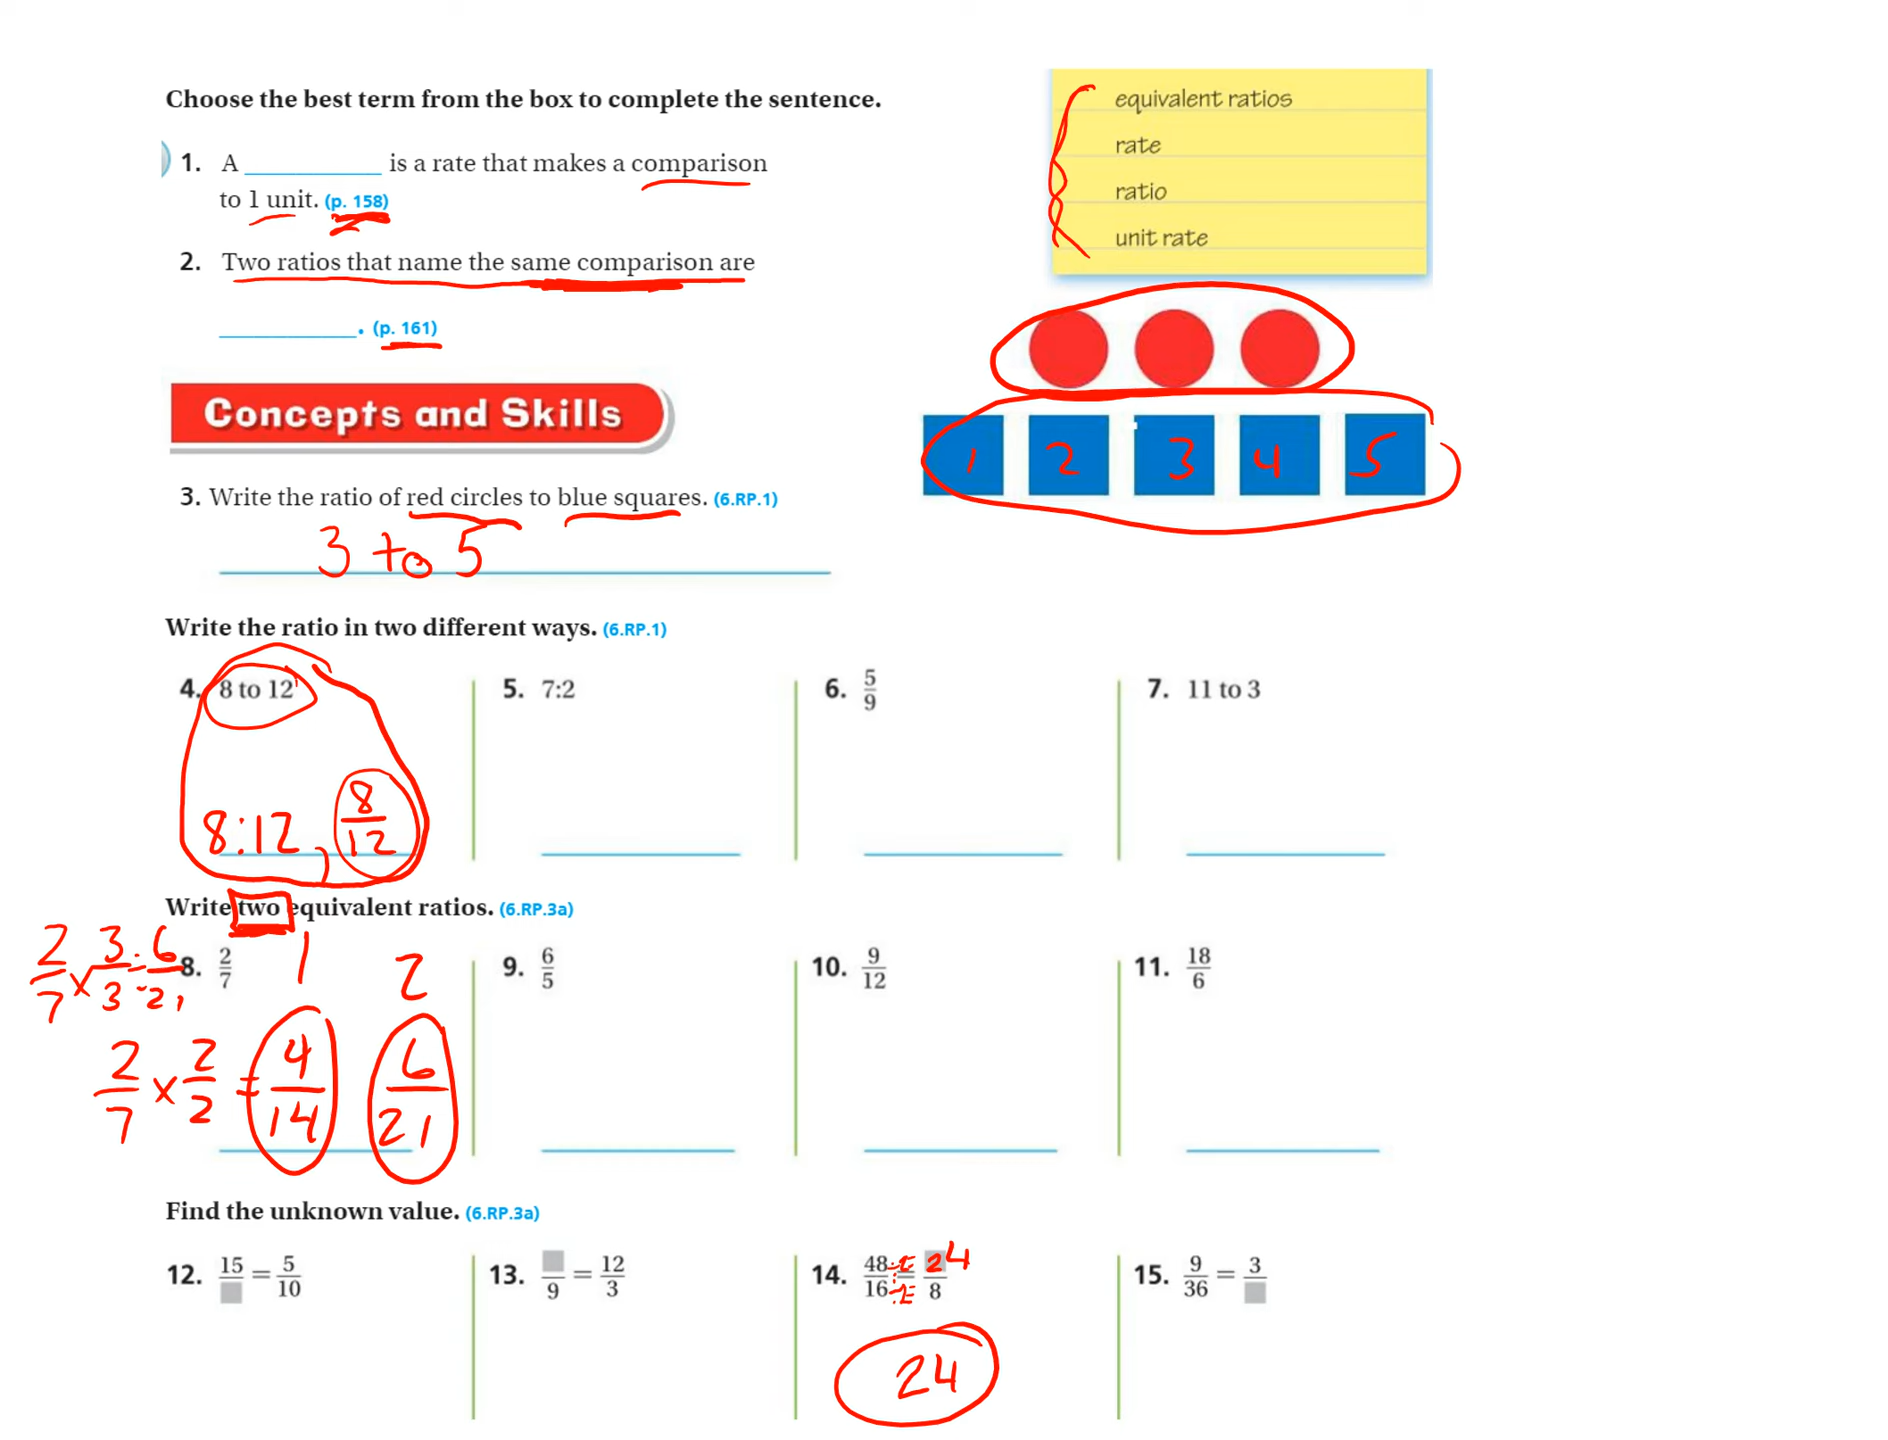 Choose the best term from the box to complete the sentence.
equivalent ratios
rate
ratio
unit rate
1. A __________ is a rate that makes a comparison
to 1 unit. (p. 158)
2. Two ratios that name the same comparison are
__________. (p. 161)
1 2 3 4 5
Concepts and Skills
3. Write the ratio of red circles to blue squares. (6.RP.1)
3 to 5
Write the ratio in two different ways. (6.RP.1)
4. 8 to 12 5. 7:2 6. 5/9 7. 11 to 3
8:12, 8/12
Write two equivalent ratios. (6.RP.3a)
2/7 x 3/3 = 6/21
8. 2/7 1 2 9. 6/5 10. 9/12 11. 18/6
2/7 x 2/2 = 4/14 6/21
Find the unknown value. (6.RP.3a)
12. 15/■ = 5/10 13. ■/9 = 12/3 14. 48/16 ÷2/÷2 = 24/8 15. 9/36 = 3/■
24